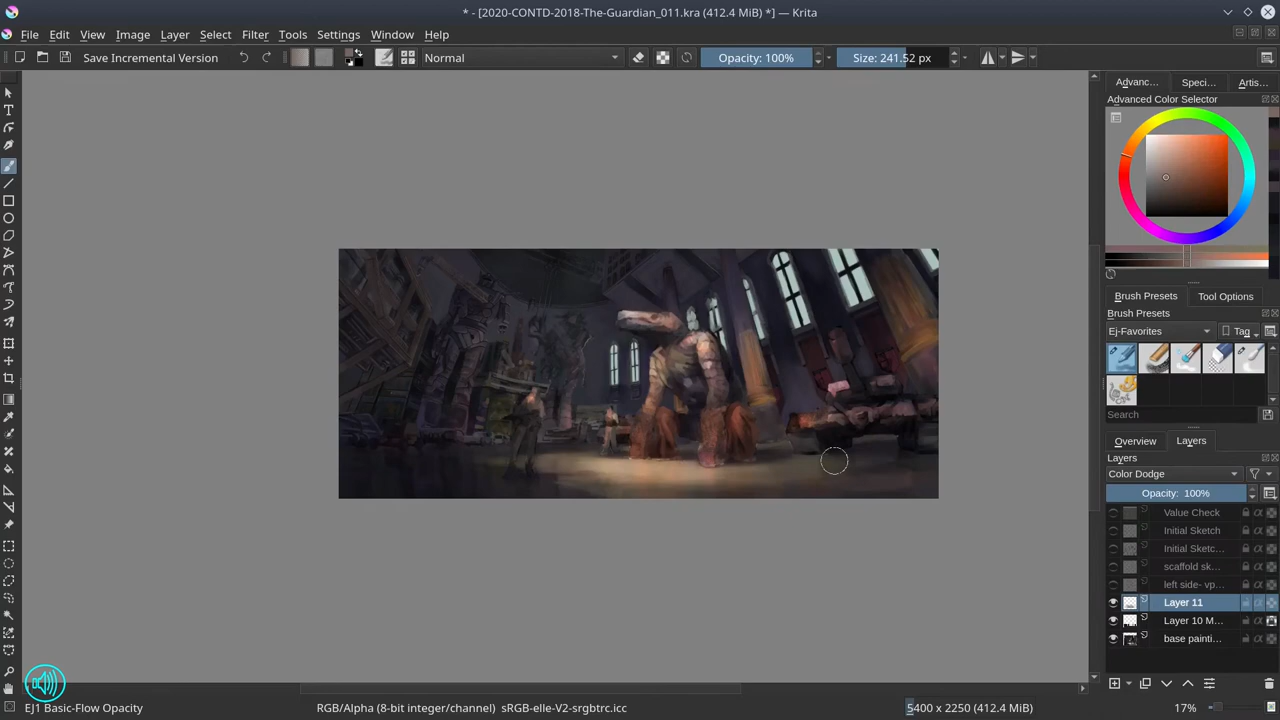 * - [2020-CONTD-2018-The-Guardian_011.kra (412.4 MiB) *] — Krita
File Edit View Image Layer Select Filter Tools Settings Window Help
Save Incremental Version Normal Opacity: 100% Size: 241.52 px
Advanc... Speci... Artis...
Advanced Color Selector
Brush Presets Tool Options
Brush Presets
Ej-Favorites Tag
Search
Overview Layers
Layers
Color Dodge
Opacity: 100%
Value Check
Initial Sketch
Initial Sketc...
scaffold sk...
left side- vp...
Layer 11
Layer 10 M...
base painti...
EJ1 Basic-Flow Opacity RGB/Alpha (8-bit integer/channel) sRGB-elle-V2-srgbtrc.icc 5400 x 2250 (412.4 MiB) 17%